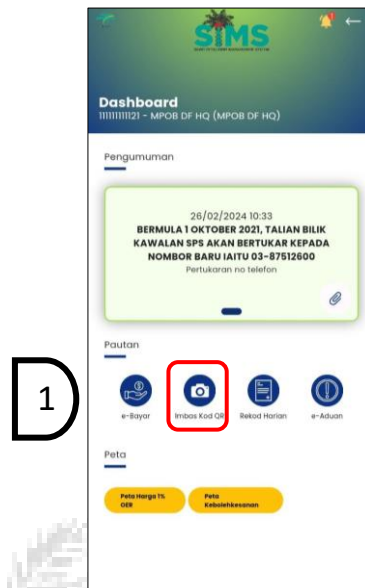 SIMS
Dashboard
111111111121 - MPOB DF HQ (MPOB DF HQ)
Pengumuman
26/02/2024 10:33
BERMULA 1 OKTOBER 2021, TALIAN BILIK
KAWALAN SPS AKAN BERTUKAR KEPADA
NOMBOR BARU IAITU 03-87512600
Pertukaran no telefon
Pautan
1
e-Bayar
Imbas Kod QR
Rekod Harian
e-Aduan
Peta
Peta Harga 1%
OER
Peta
Kebolehkesanan